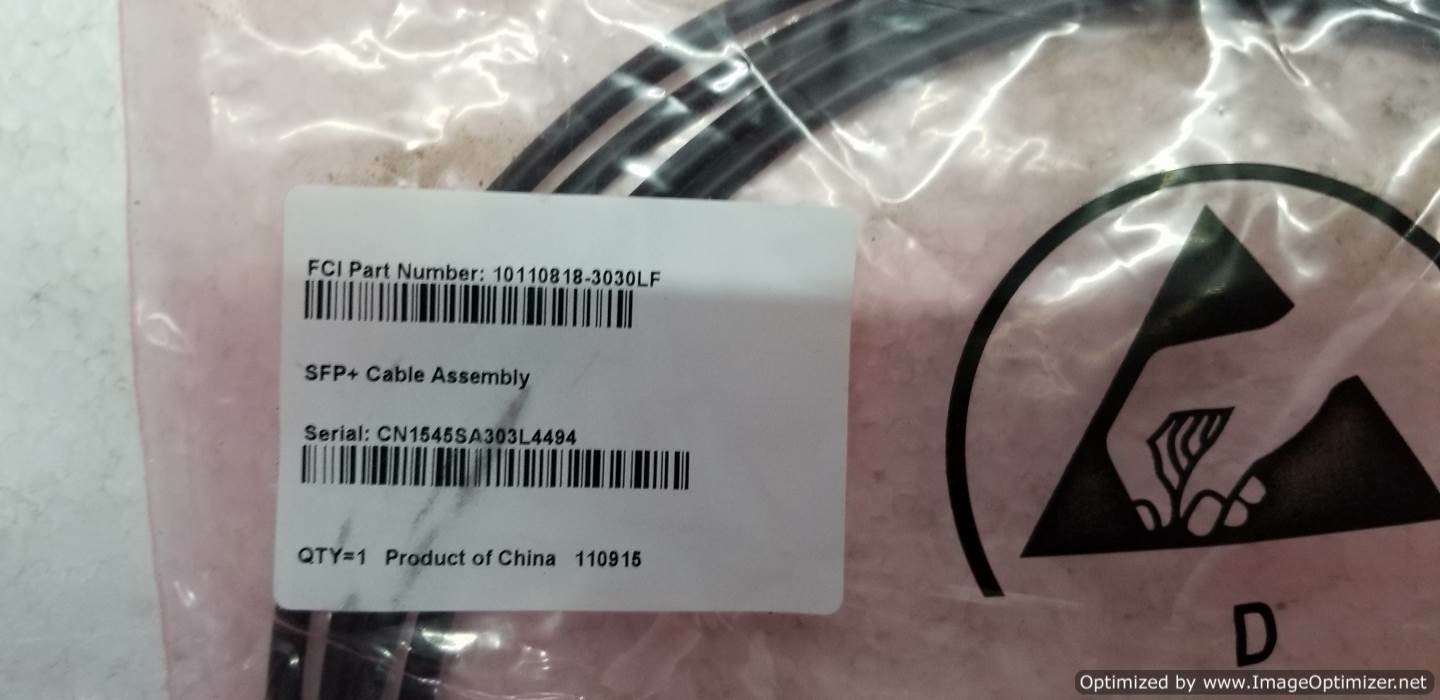 FCI Part Number: 10110818-3030LF
SFP+ Cable Assembly
Serial: CN1545SA303L4494
QTY=1 Product of China 110915
D
Optimized by www.ImageOptimizer.net